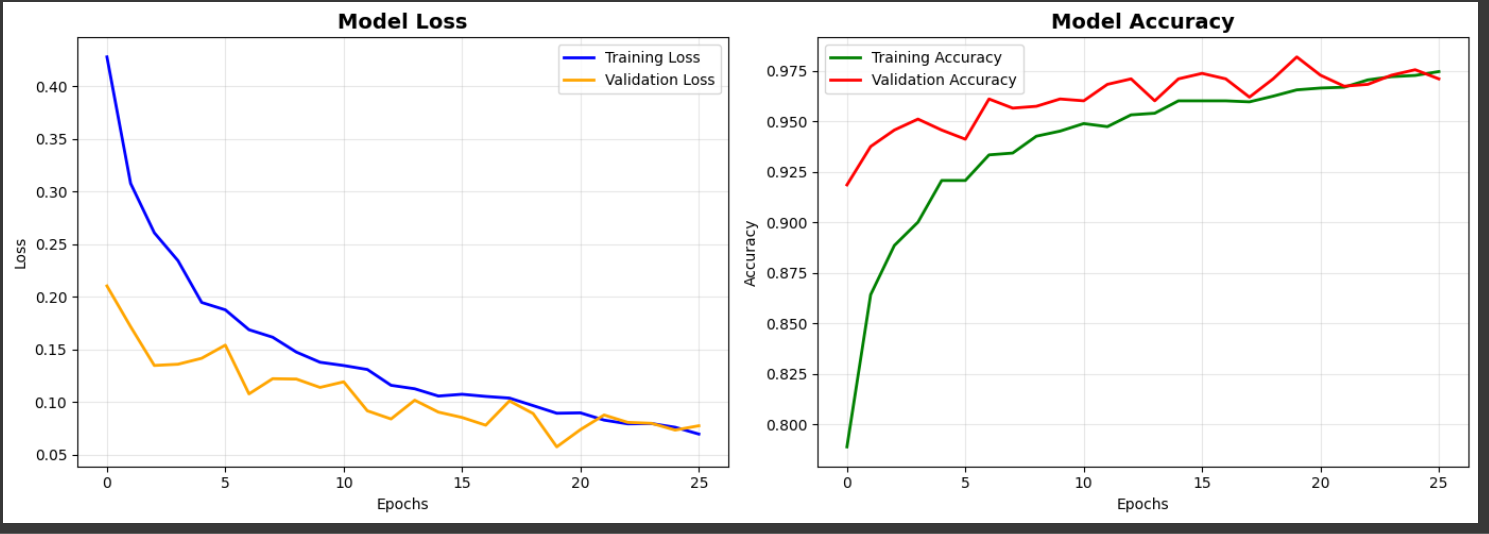 Model Loss
Training Loss
Validation Loss
0.40
0.35
0.30
0.25
0.20
0.15
0.10
0.05
Loss
0 5 10 15 20 25
Epochs
Model Accuracy
Training Accuracy
Validation Accuracy
0.975
0.950
0.925
0.900
0.875
0.850
0.825
0.800
Accuracy
0 5 10 15 20 25
Epochs